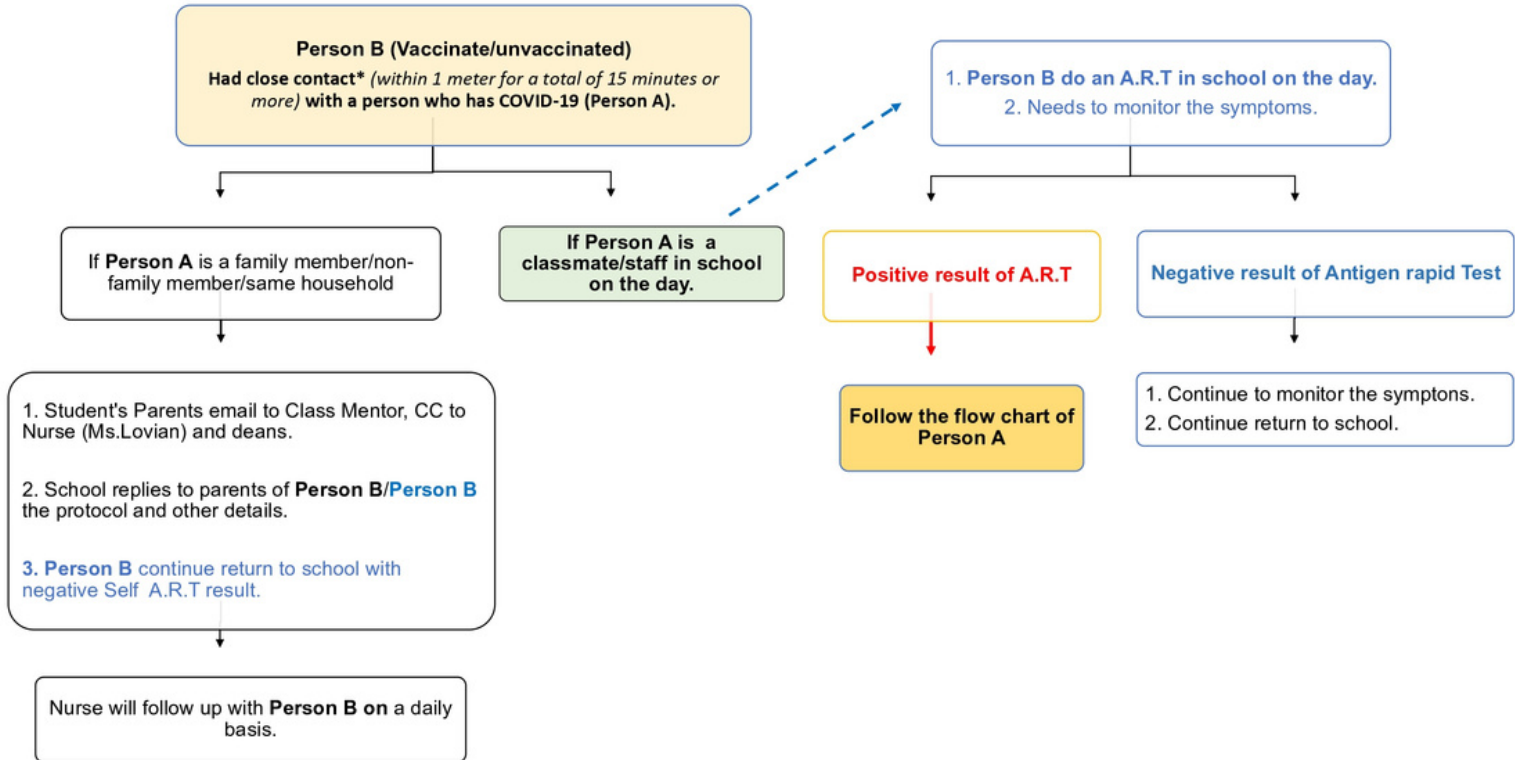 Person B (Vaccinate/unvaccinated)
Had close contact* (within 1 meter for a total of 15 minutes or
more) with a person who has COVID-19 (Person A).
If Person A is a family member/non-
family member/same household
1. Student's Parents email to Class Mentor, CC to
Nurse (Ms.Lovian) and deans.
2. School replies to parents of Person B/Person B
the protocol and other details.
3. Person B continue return to school with
negative Self A.R.T result.
Nurse will follow up with Person B on a daily
basis.
If Person A is a
classmate/staff in school
on the day.
1. Person B do an A.R.T in school on the day.
2. Needs to monitor the symptoms.
Positive result of A.R.T
Follow the flow chart of
Person A
Negative result of Antigen rapid Test
1. Continue to monitor the symptons.
2. Continue return to school.